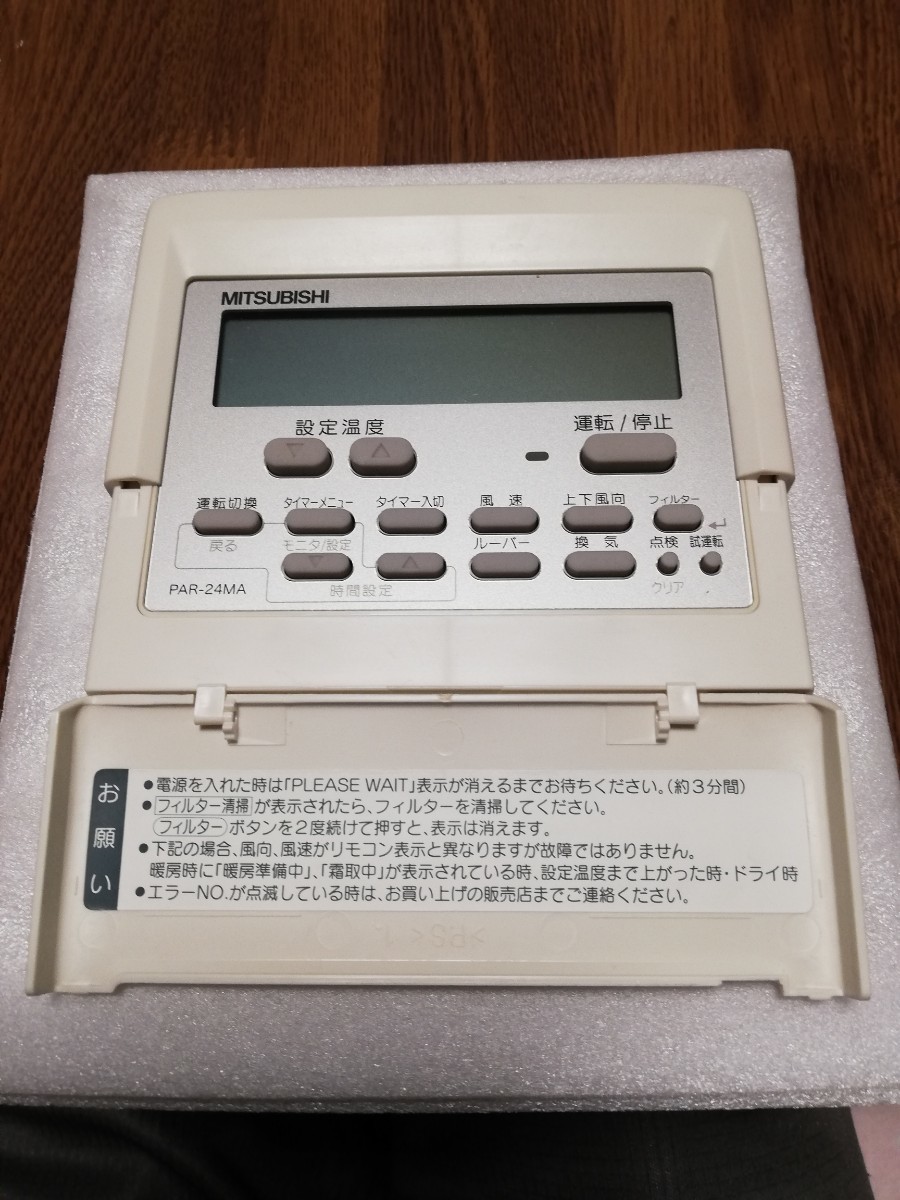 MITSUBISHI
設定温度
運転/停止
▽ △
運転切換 タイマーメニュー タイマー入切 風 速 上下風向 フィルター
戻る モニタ/設定 ルーバー 換 気 点検 試運転
▽ △
PAR-24MA 時間設定 クリア
お願い
●電源を入れた時は「PLEASE WAIT」表示が消えるまでお待ちください。(約3分間)
●フィルター清掃が表示されたら、フィルターを清掃してください。
フィルターボタンを2度続けて押すと、表示は消えます。
●下記の場合、風向、風速がリモコン表示と異なりますが故障ではありません。
暖房時に「暖房準備中」、「霜取中」が表示されている時、設定温度まで上がった時・ドライ時
●エラーNO.が点滅している時は、お買い上げの販売店までご連絡ください。
>PS<